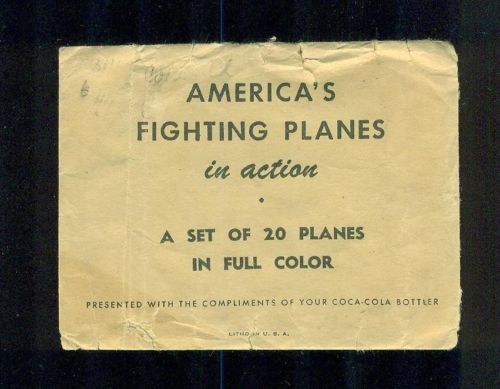 AMERICA'S
FIGHTING PLANES
in action
•
A SET OF 20 PLANES
IN FULL COLOR
PRESENTED WITH THE COMPLIMENTS OF YOUR COCA-COLA BOTTLER
LITHO IN U. S. A.